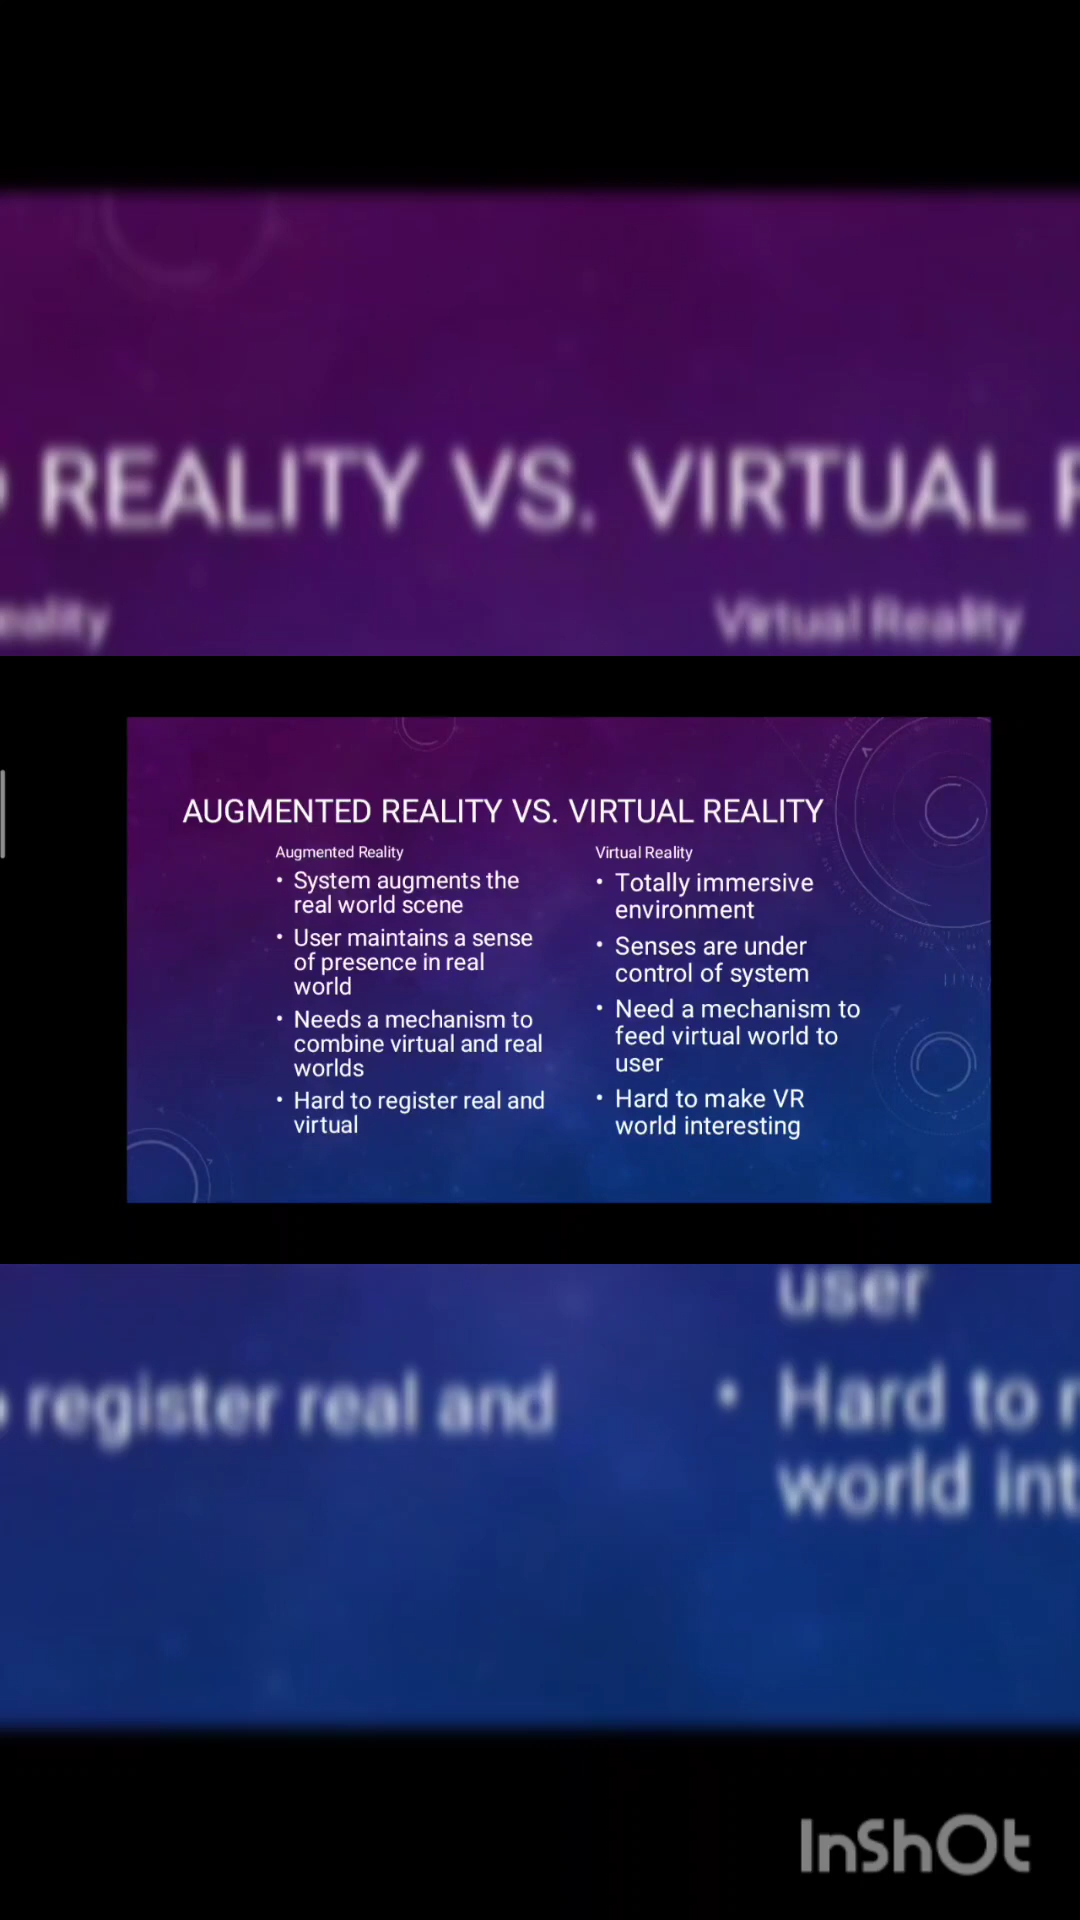 REALITY VS. VIRTUAL
eality
Virtual Reality
AUGMENTED REALITY VS. VIRTUAL REALITY
Augmented Reality
• System augments the
real world scene
• User maintains a sense
of presence in real
world
• Needs a mechanism to
combine virtual and real
worlds
• Hard to register real and
virtual
Virtual Reality
• Totally immersive
environment
• Senses are under
control of system
• Need a mechanism to
feed virtual world to
user
• Hard to make VR
world interesting
user
register real and
• Hard to
world int
InShOt